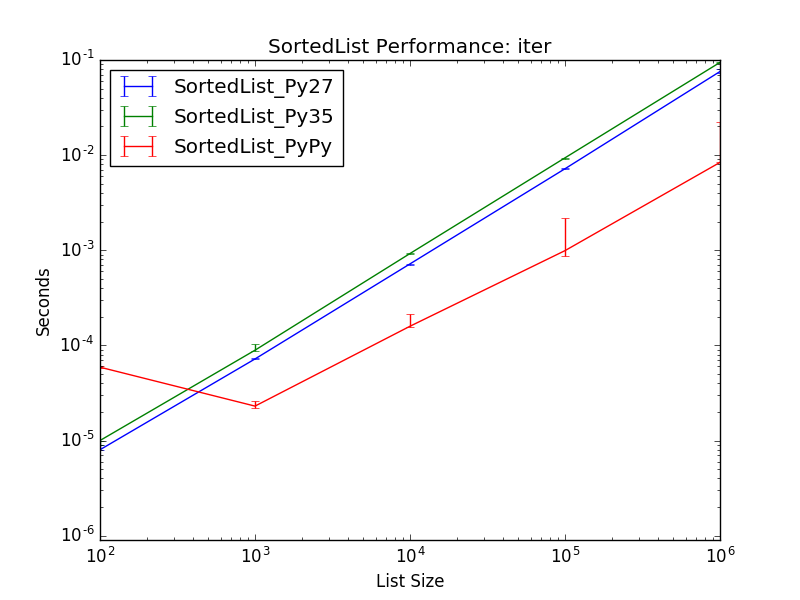 SortedList Performance: iter
SortedList_Py27
SortedList_Py35
SortedList_PyPy
Seconds
10^-1
10^-2
10^-3
10^-4
10^-5
10^-6
10^2 10^3 10^4 10^5 10^6
List Size